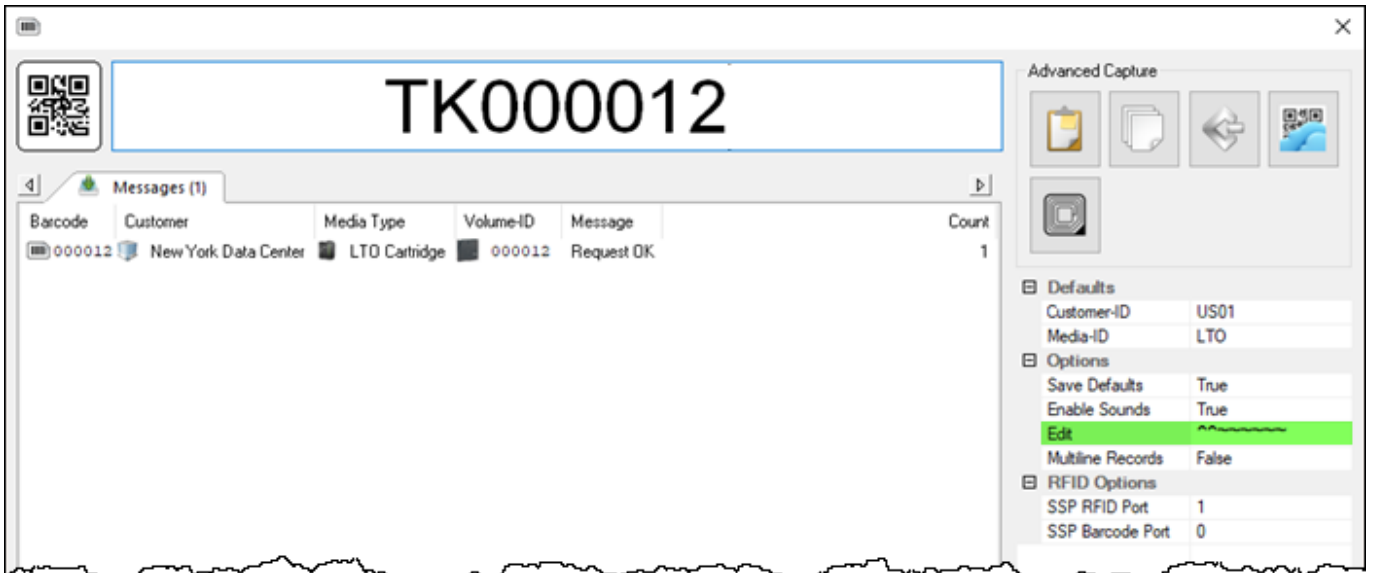 TK000012
Advanced Capture
Messages (1)
Barcode Customer Media Type Volume-ID Message Count
000012 New York Data Center LTO Cartridge 000012 Request OK 1
Defaults
Customer-ID US01
Media-ID LTO
Options
Save Defaults True
Enable Sounds True
Edit ^^~~~~~~
Multiline Records False
RFID Options
SSP RFID Port 1
SSP Barcode Port 0